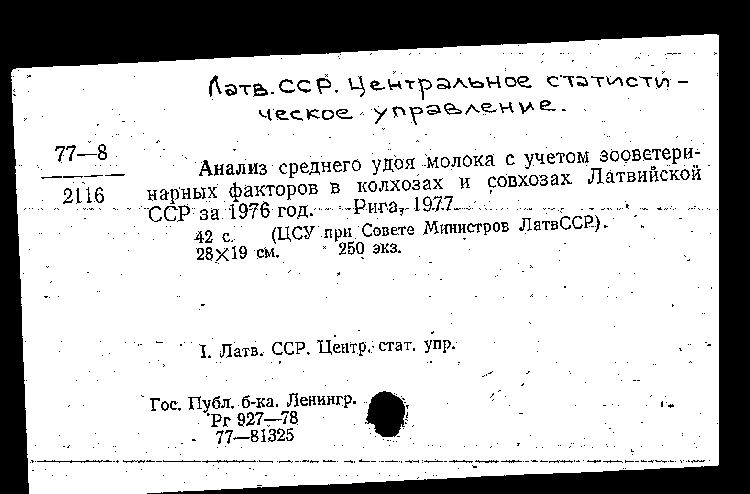 Латв. ССР. Центральное статисти-
ческое управление.
77—8
2116
Анализ среднего удоя молока с учетом зооветери-
нарных факторов в колхозах и совхозах Латвийской
ССР за 1976 год. Рига, 1977
42 с. (ЦСУ при Совете Министров ЛатвССР).
28×19 см. 250 экз.
I. Латв. ССР. Центр. стат. упр.
Гос. Публ. б-ка. Ленингр.
Рг 927—78
77—81325